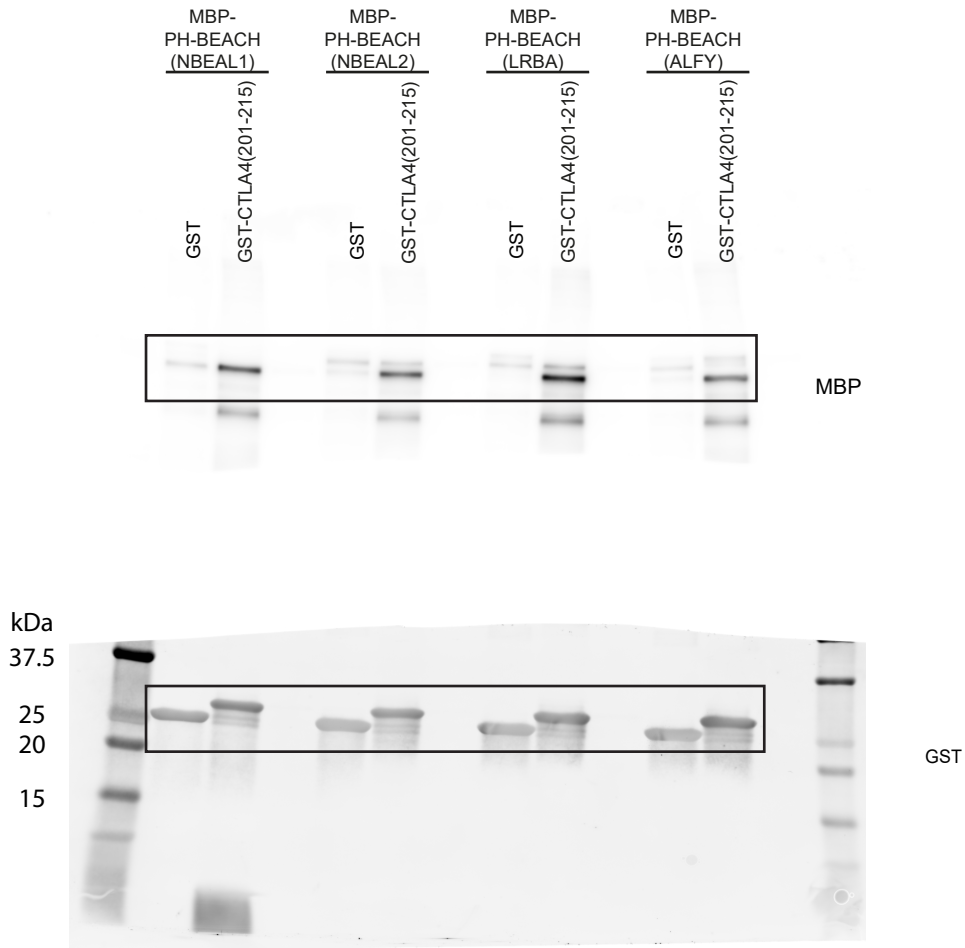 MBP-
PH-BEACH
(NBEAL1)
MBP-
PH-BEACH
(NBEAL2)
MBP-
PH-BEACH
(LRBA)
MBP-
PH-BEACH
(ALFY)
GST
GST-CTLA4(201-215)
GST
GST-CTLA4(201-215)
GST
GST-CTLA4(201-215)
GST
GST-CTLA4(201-215)
MBP
kDa
37.5
25
20
15
GST